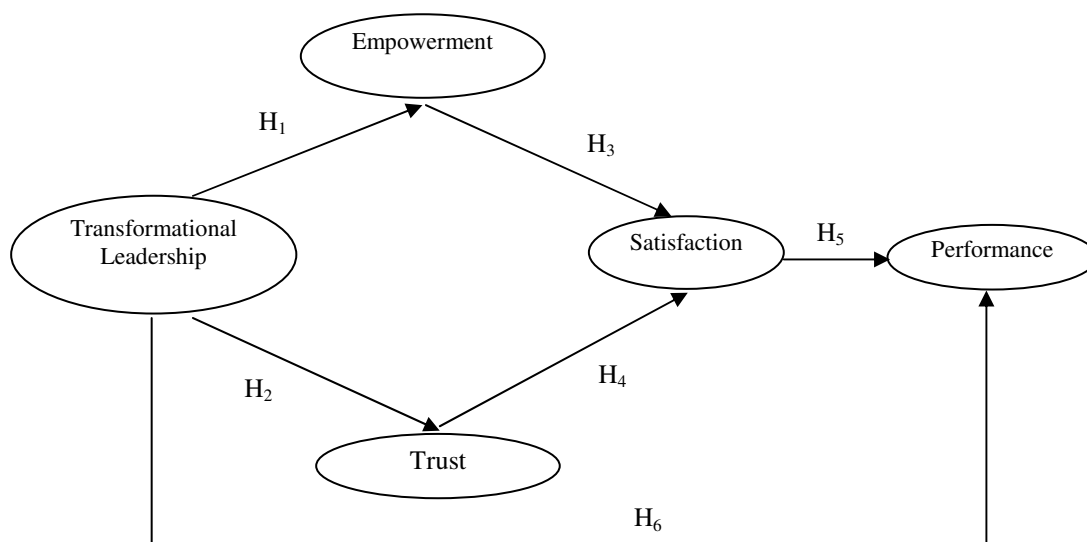 Empowerment
H₁
H₃
Transformational
Leadership
Satisfaction
H₅
Performance
H₂
H₄
Trust
H₆